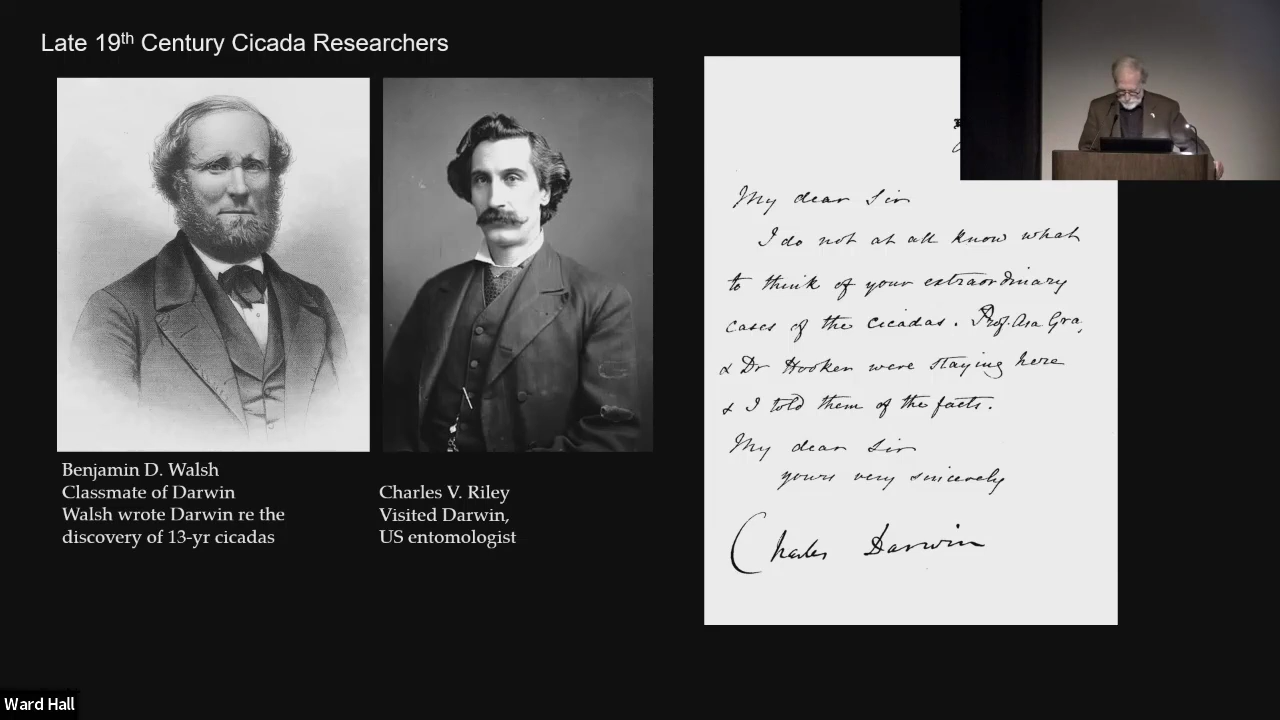 Late 19th Century Cicada Researchers
Benjamin D. Walsh
Classmate of Darwin
Walsh wrote Darwin re the
discovery of 13-yr cicadas
Charles V. Riley
Visited Darwin,
US entomologist
My dear Sir
I do not at all know what
to think of your extraordinary
cases of the cicadas. Prof. Asa Gra
& Dr Hooker were staying here
& I told them of the facts.
My dear Sir
yours very sincerely
Charles Darwin
Ward Hall